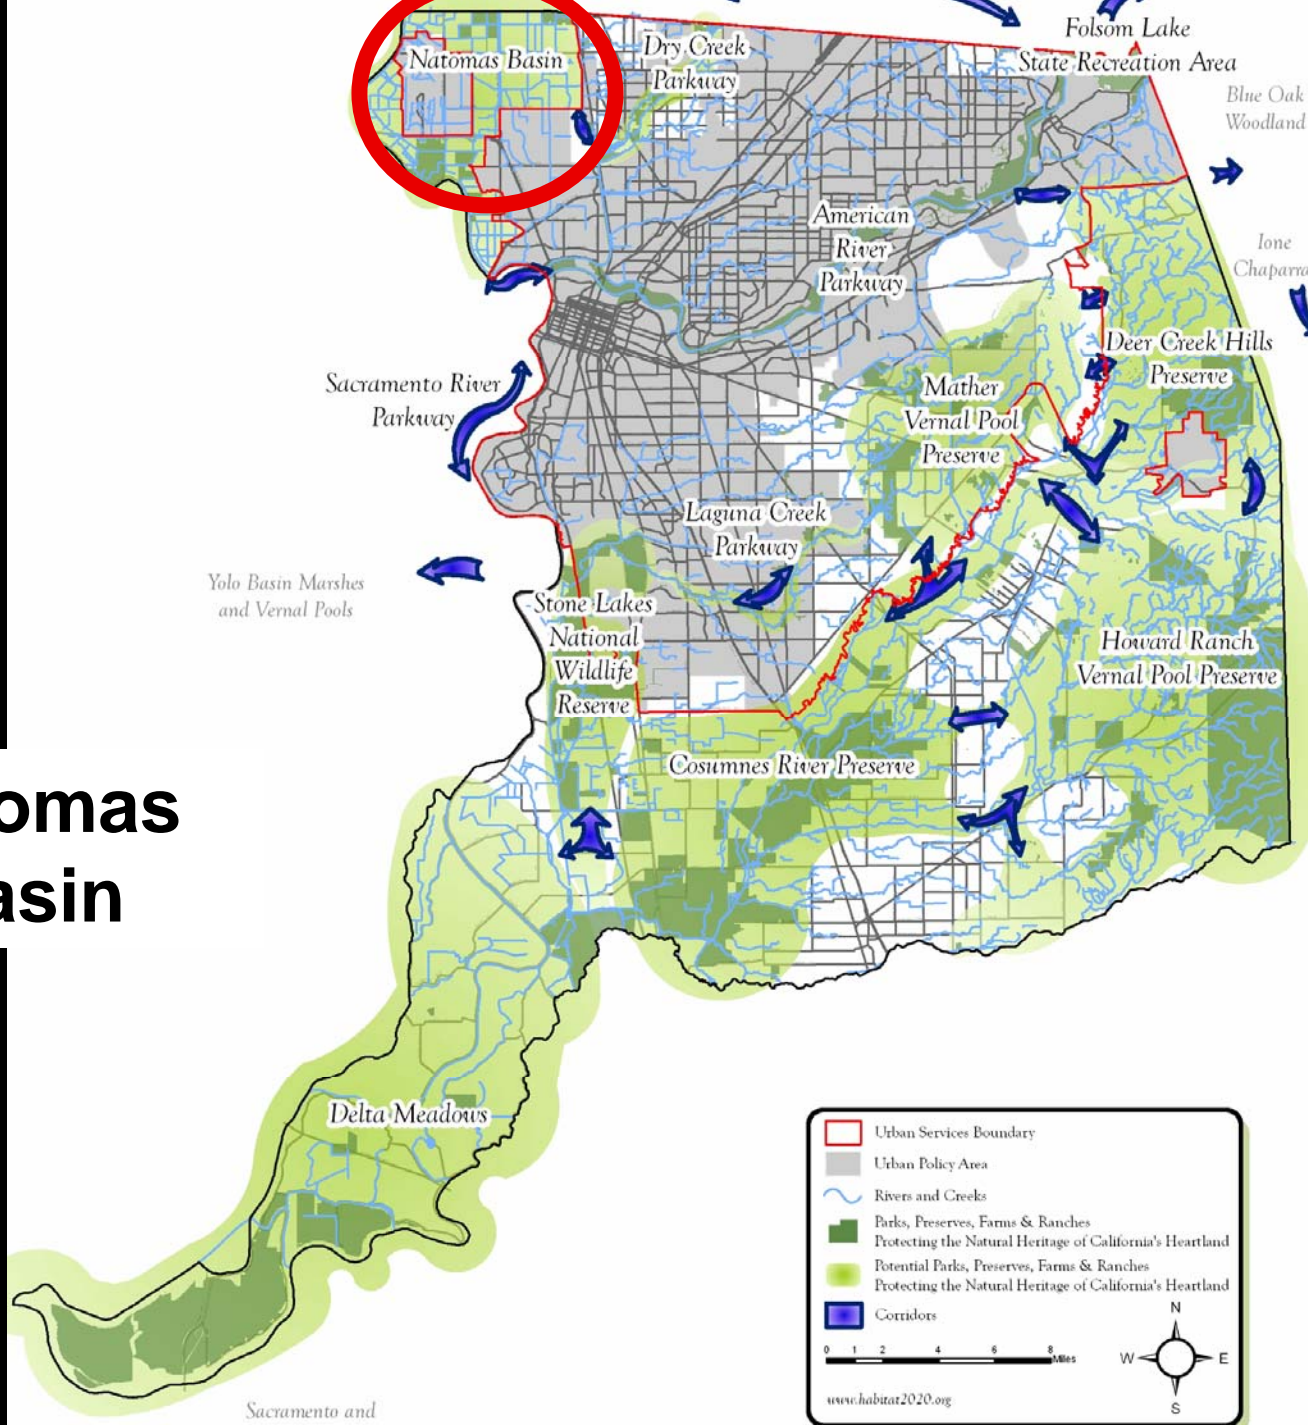 Folsom Lake
State Recreation Area
Natomas Basin
Dry Creek
Parkway
Blue Oak
Woodland
American
River
Parkway
Ione
Deer Creek Hills
Preserve
Sacramento River
Parkway
Mather
Vernal Pool
Preserve
Laguna Creek
Parkway
Yolo Basin Marshes
and Vernal Pools
Stone Lakes
National
Wildlife
Reserve
Howard Ranch
Vernal Pool Preserve
Cosumnes River Preserve
omas
asin
Delta Meadows
Urban Services Boundary
Urban Policy Area
Rivers and Creeks
Parks, Preserves, Farms & Ranches
Protecting the Natural Heritage of California's Heartland
Potential Parks, Preserves, Farms & Ranches
Protecting the Natural Heritage of California's Heartland
Corridors
0 1 2 4 6 8 Miles
N
W E
S
www.habitat2020.org
Sacramento and